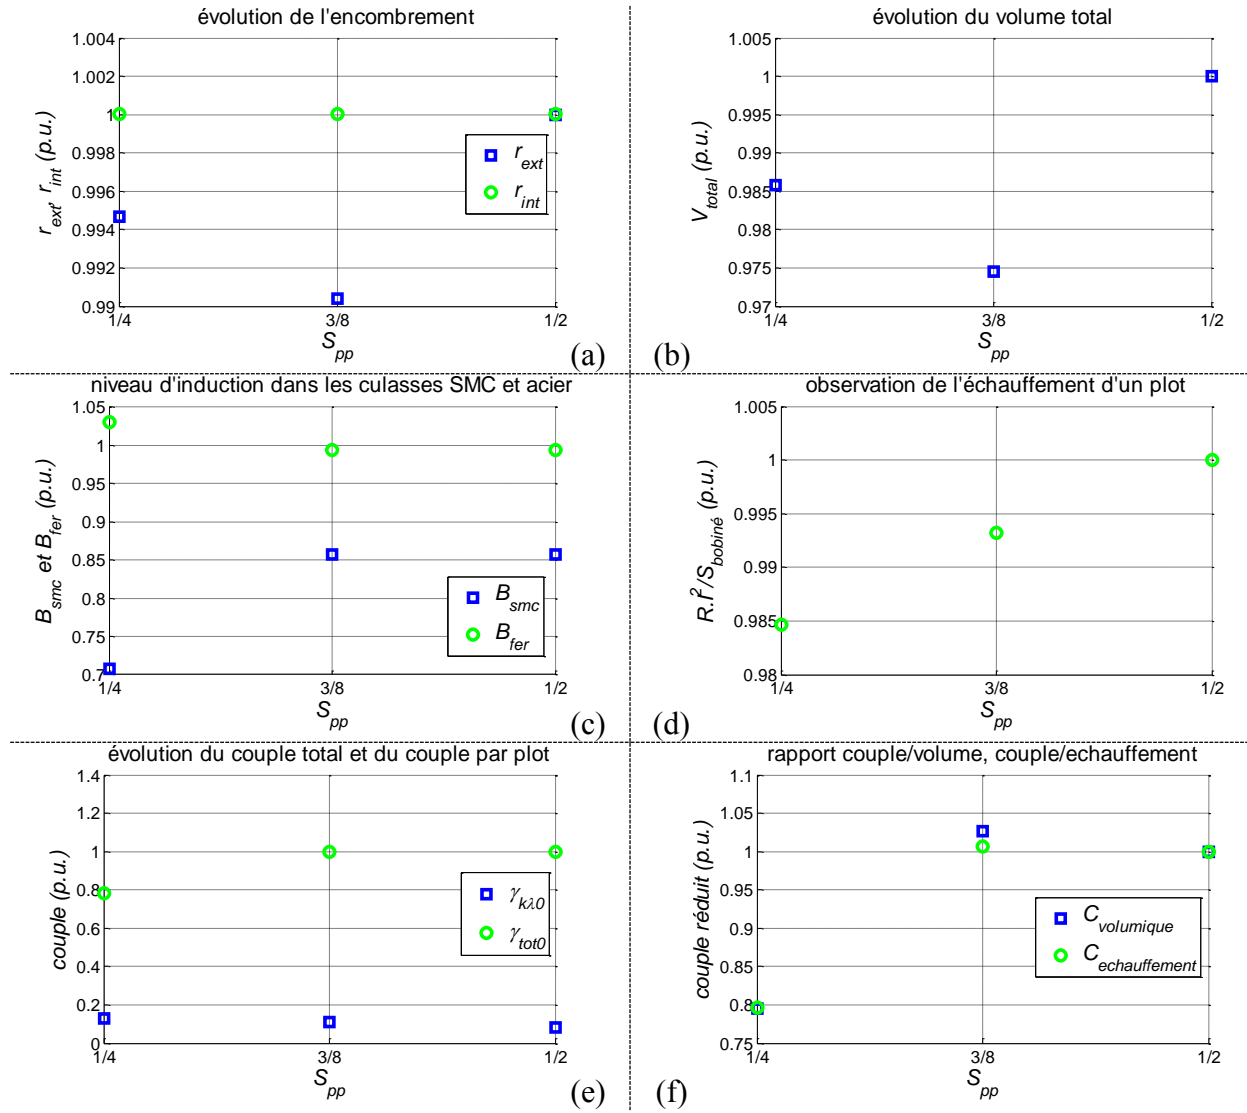 évolution de l'encombrement
1.004
1.002
1
0.998
0.996
0.994
0.992
0.99
r_ext, r_int (p.u.)
r_ext
r_int
1/4
3/8
1/2
S_pp
(a)
évolution du volume total
1.005
1
0.995
0.99
0.985
0.98
0.975
0.97
V_total (p.u.)
1/4
3/8
1/2
S_pp
(b)
niveau d'induction dans les culasses SMC et acier
1.05
1
0.95
0.9
0.85
0.8
0.75
0.7
B_smc et B_fer (p.u.)
B_smc
B_fer
1/4
3/8
1/2
S_pp
(c)
observation de l'échauffement d'un plot
1.005
1
0.995
0.99
0.985
0.98
R.I²/S_bobiné (p.u.)
1/4
3/8
1/2
S_pp
(d)
évolution du couple total et du couple par plot
1.4
1.2
1
0.8
0.6
0.4
0.2
0
couple (p.u.)
γ_kλ0
γ_tot0
1/4
3/8
1/2
S_pp
(e)
rapport couple/volume, couple/echauffement
1.1
1.05
1
0.95
0.9
0.85
0.8
0.75
couple réduit (p.u.)
C_volumique
C_echauffement
1/4
3/8
1/2
S_pp
(f)